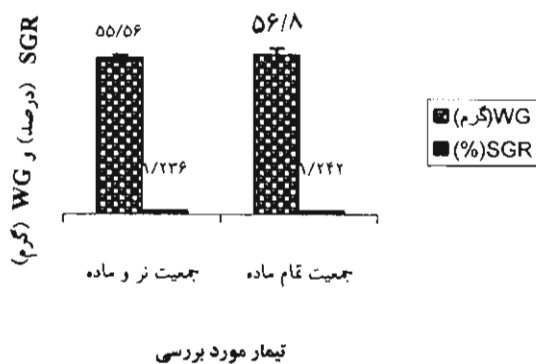 SGR (درصد) و WG (گرم)
۵۵/۵۶
۵۶/۸
۱/۲۳۶
۱/۲۴۲
WG(گرم)
SGR(%)
جمعیت نر و ماده
جمعیت تمام ماده
تیمار مورد بررسی